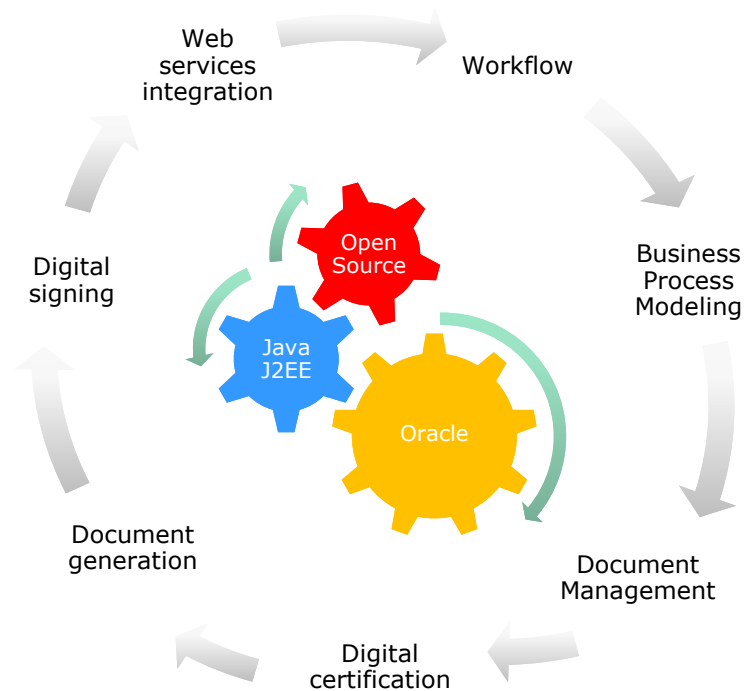 Web
services
integration
Workflow
Business
Process
Modeling
Document
Management
Digital
certification
Document
generation
Digital
signing
Open
Source
Java
J2EE
Oracle